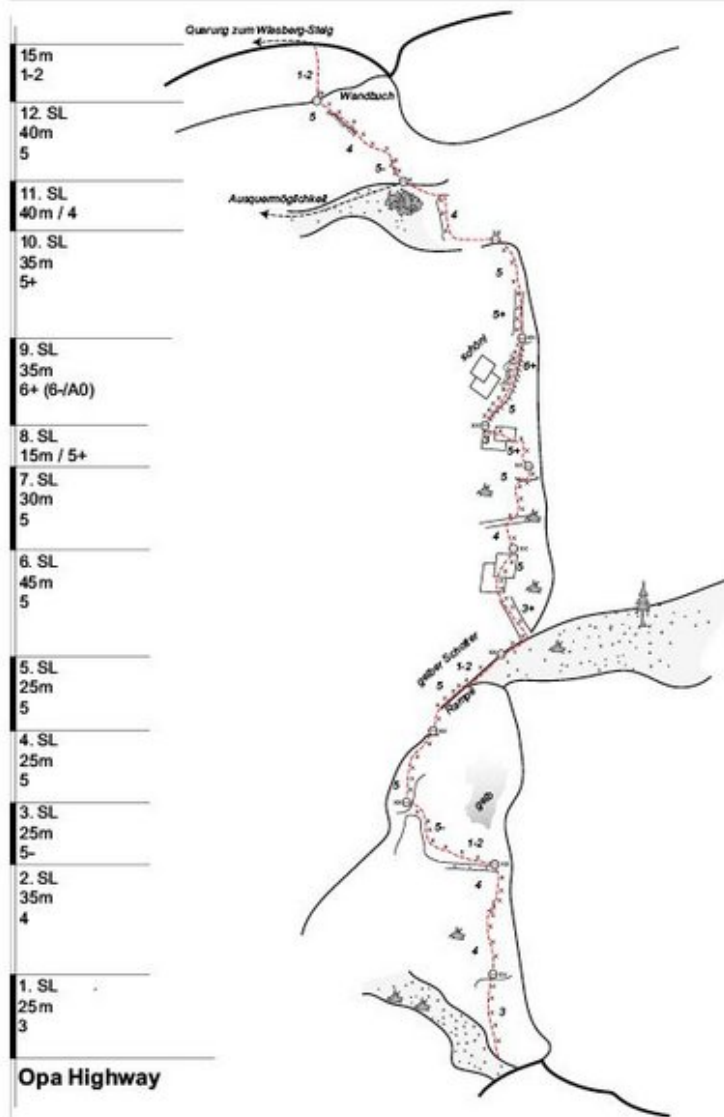 Querung zum Wiesberg-Steig
15m
1-2
1-2
Wandbuch
12. SL
40m
5
5
4
5-
11. SL
40m / 4
Ausquermöglichkeit
4
10. SL
35m
5+
5
5+
9. SL
35m
6+ (6-/A0)
schön!
6+
5
8. SL
15m / 5+
3
5+
7. SL
30m
5
5
4
6. SL
45m
5
5
3+
5. SL
25m
5
gelber Schotter
1-2
5
Rampe
4. SL
25m
5
5
gelb
3. SL
25m
5-
5-
1-2
2. SL
35m
4
4
4
1. SL
25m
3
3
Opa Highway